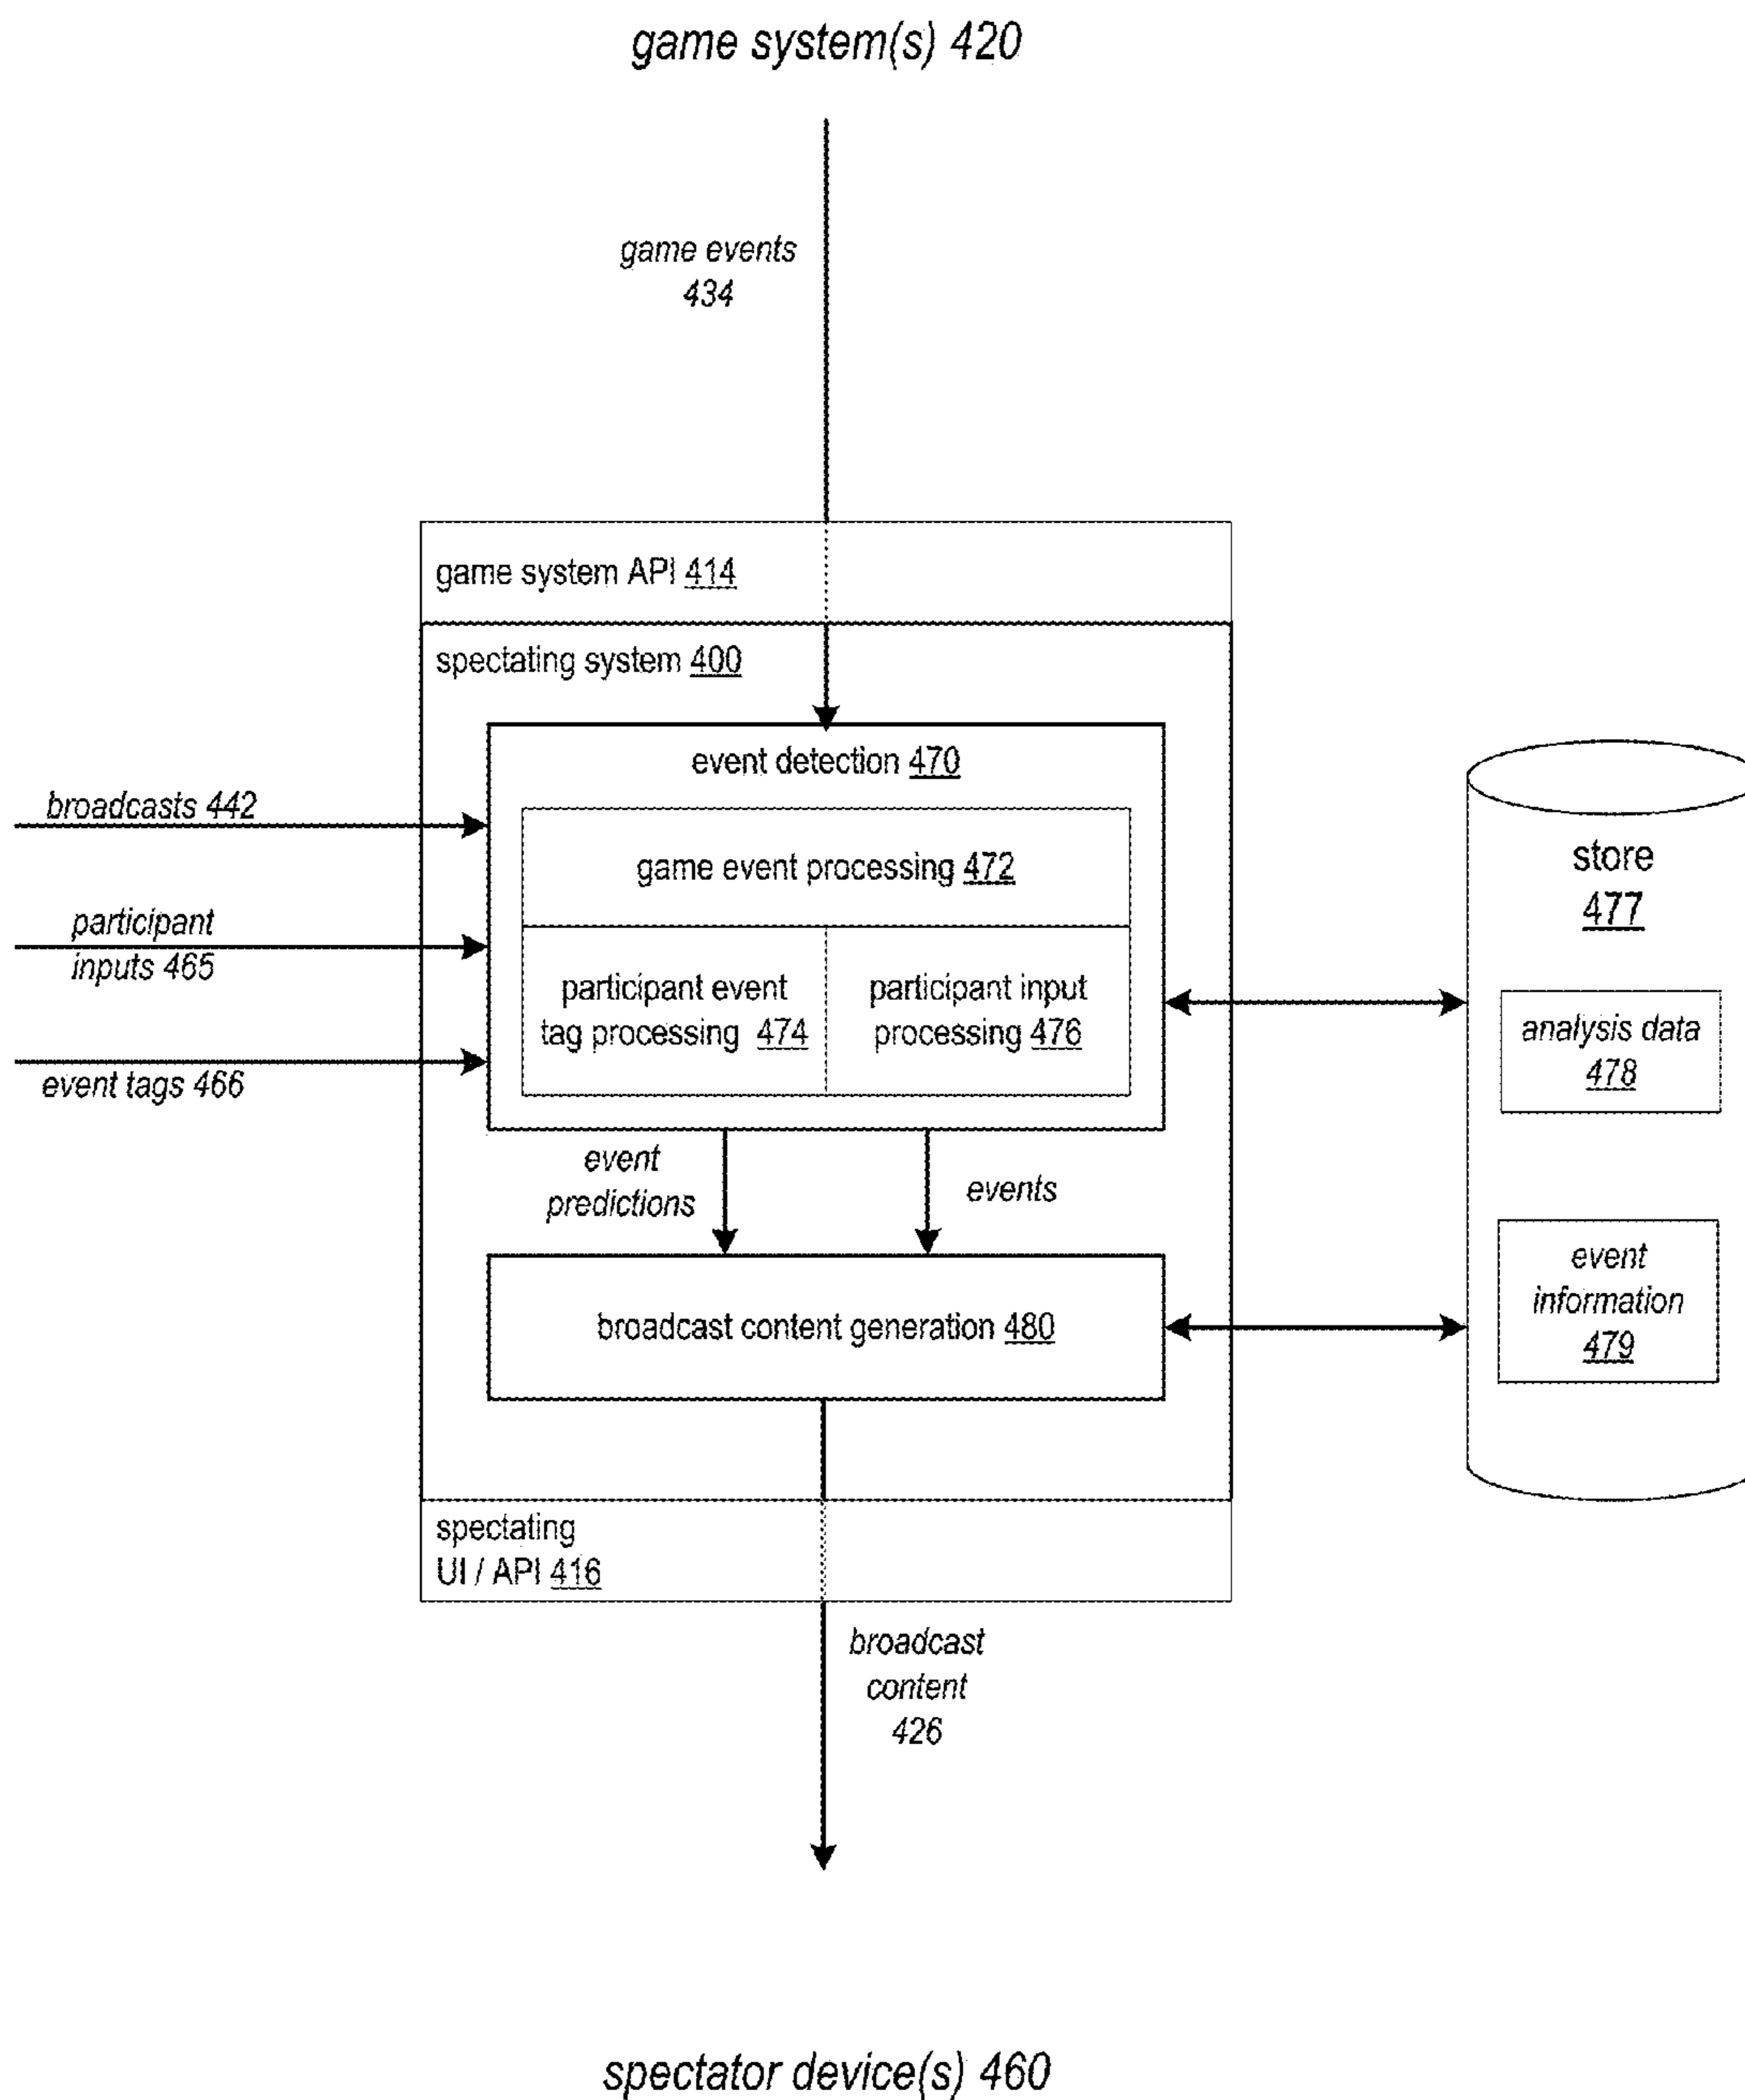 game system(s) 420
game events
434
game system API 414
spectating system 400
event detection 470
broadcasts 442
game event processing 472
participant
inputs 465
participant event
tag processing 474
participant input
processing 476
event tags 466
store
477
analysis data
478
event
predictions
events
event
information
479
broadcast content generation 480
spectating
UI / API 416
broadcast
content
426
spectator device(s) 460